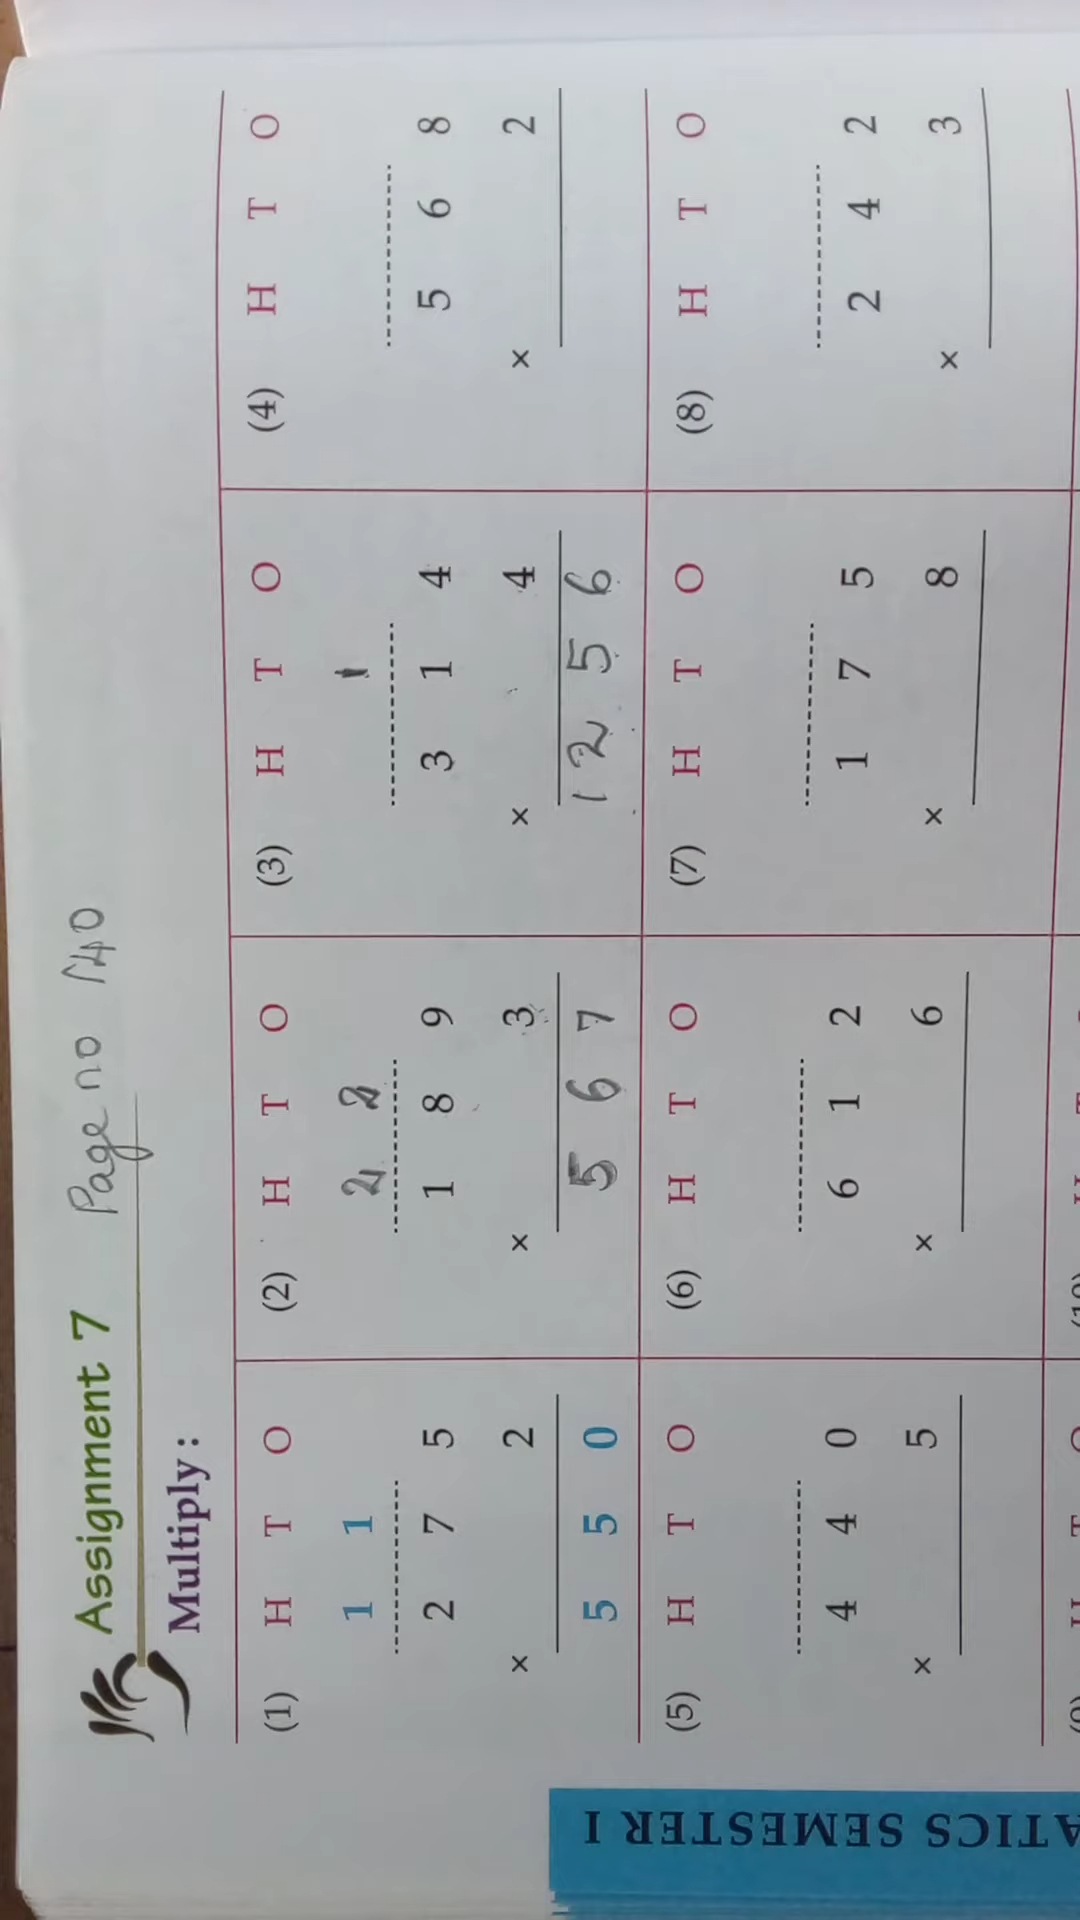 Assignment 7 Page no 140
Multiply :
(1) H T O
1 1
2 7 5
× 2
5 5 0
(2) H T O
2 2
1 8 9
× 3
5 6 7
(3) H T O
1
3 1 4
× 4
1 2 5 6
(4) H T O
5 6 8
× 2
(5) H T O
4 4 0
× 5
(6) H T O
6 1 2
× 6
(7) H T O
1 7 5
× 8
(8) H T O
2 4 2
× 3
ATICS SEMESTER I